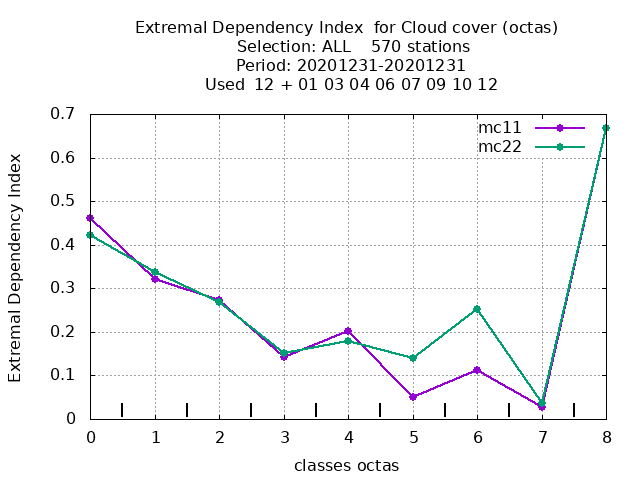 Extremal Dependency Index  for Cloud cover (octas)
Selection: ALL    570 stations
Period: 20201231-20201231
Used  12 + 01 03 04 06 07 09 10 12
mc11
mc22
Extremal Dependency Index
0.7
0.6
0.5
0.4
0.3
0.2
0.1
0
0 1 2 3 4 5 6 7 8
classes octas